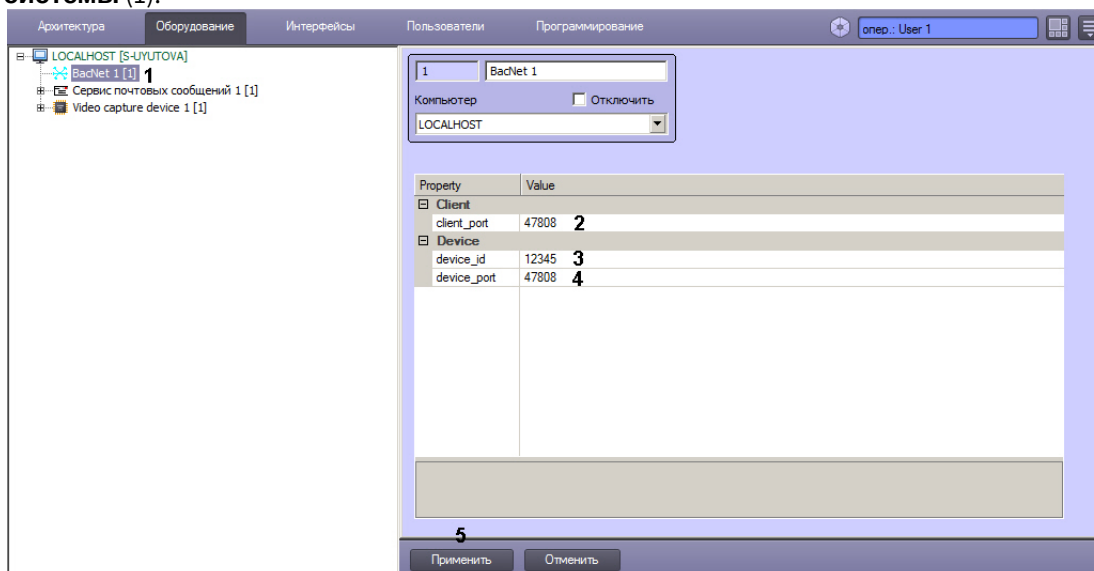 системы (1).
Архитектура Оборудование Интерфейсы Пользователи Программирование опер.: User 1
LOCALHOST [S-UYUTOVA]
BacNet 1 [1] 1
Сервис почтовых сообщений 1 [1]
Video capture device 1 [1]
1 BacNet 1
Компьютер Отключить
LOCALHOST
Property Value
Client
client_port 47808 2
Device
device_id 12345 3
device_port 47808 4
5
Применить Отменить